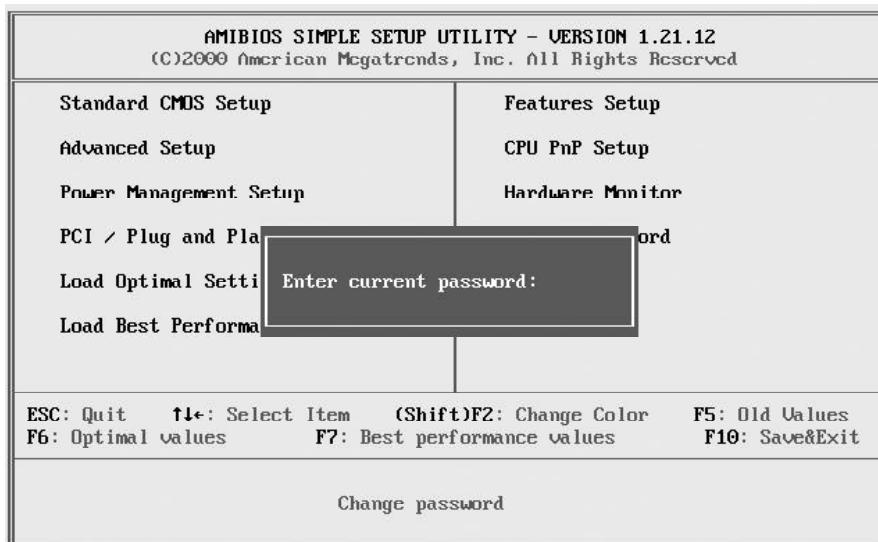 AMIBIOS SIMPLE SETUP UTILITY - VERSION 1.21.12
(C)2000 American Megatrends, Inc. All Rights Reserved
Standard CMOS Setup
Features Setup
Advanced Setup
CPU PnP Setup
Power Management Setup
Hardware Monitor
PCI / Plug and Pla
ord
Load Optimal Setti
Enter current password:
Load Best Performa
ESC: Quit ↑↓←: Select Item (Shift)F2: Change Color F5: Old Values
F6: Optimal values F7: Best performance values F10: Save&Exit
Change password